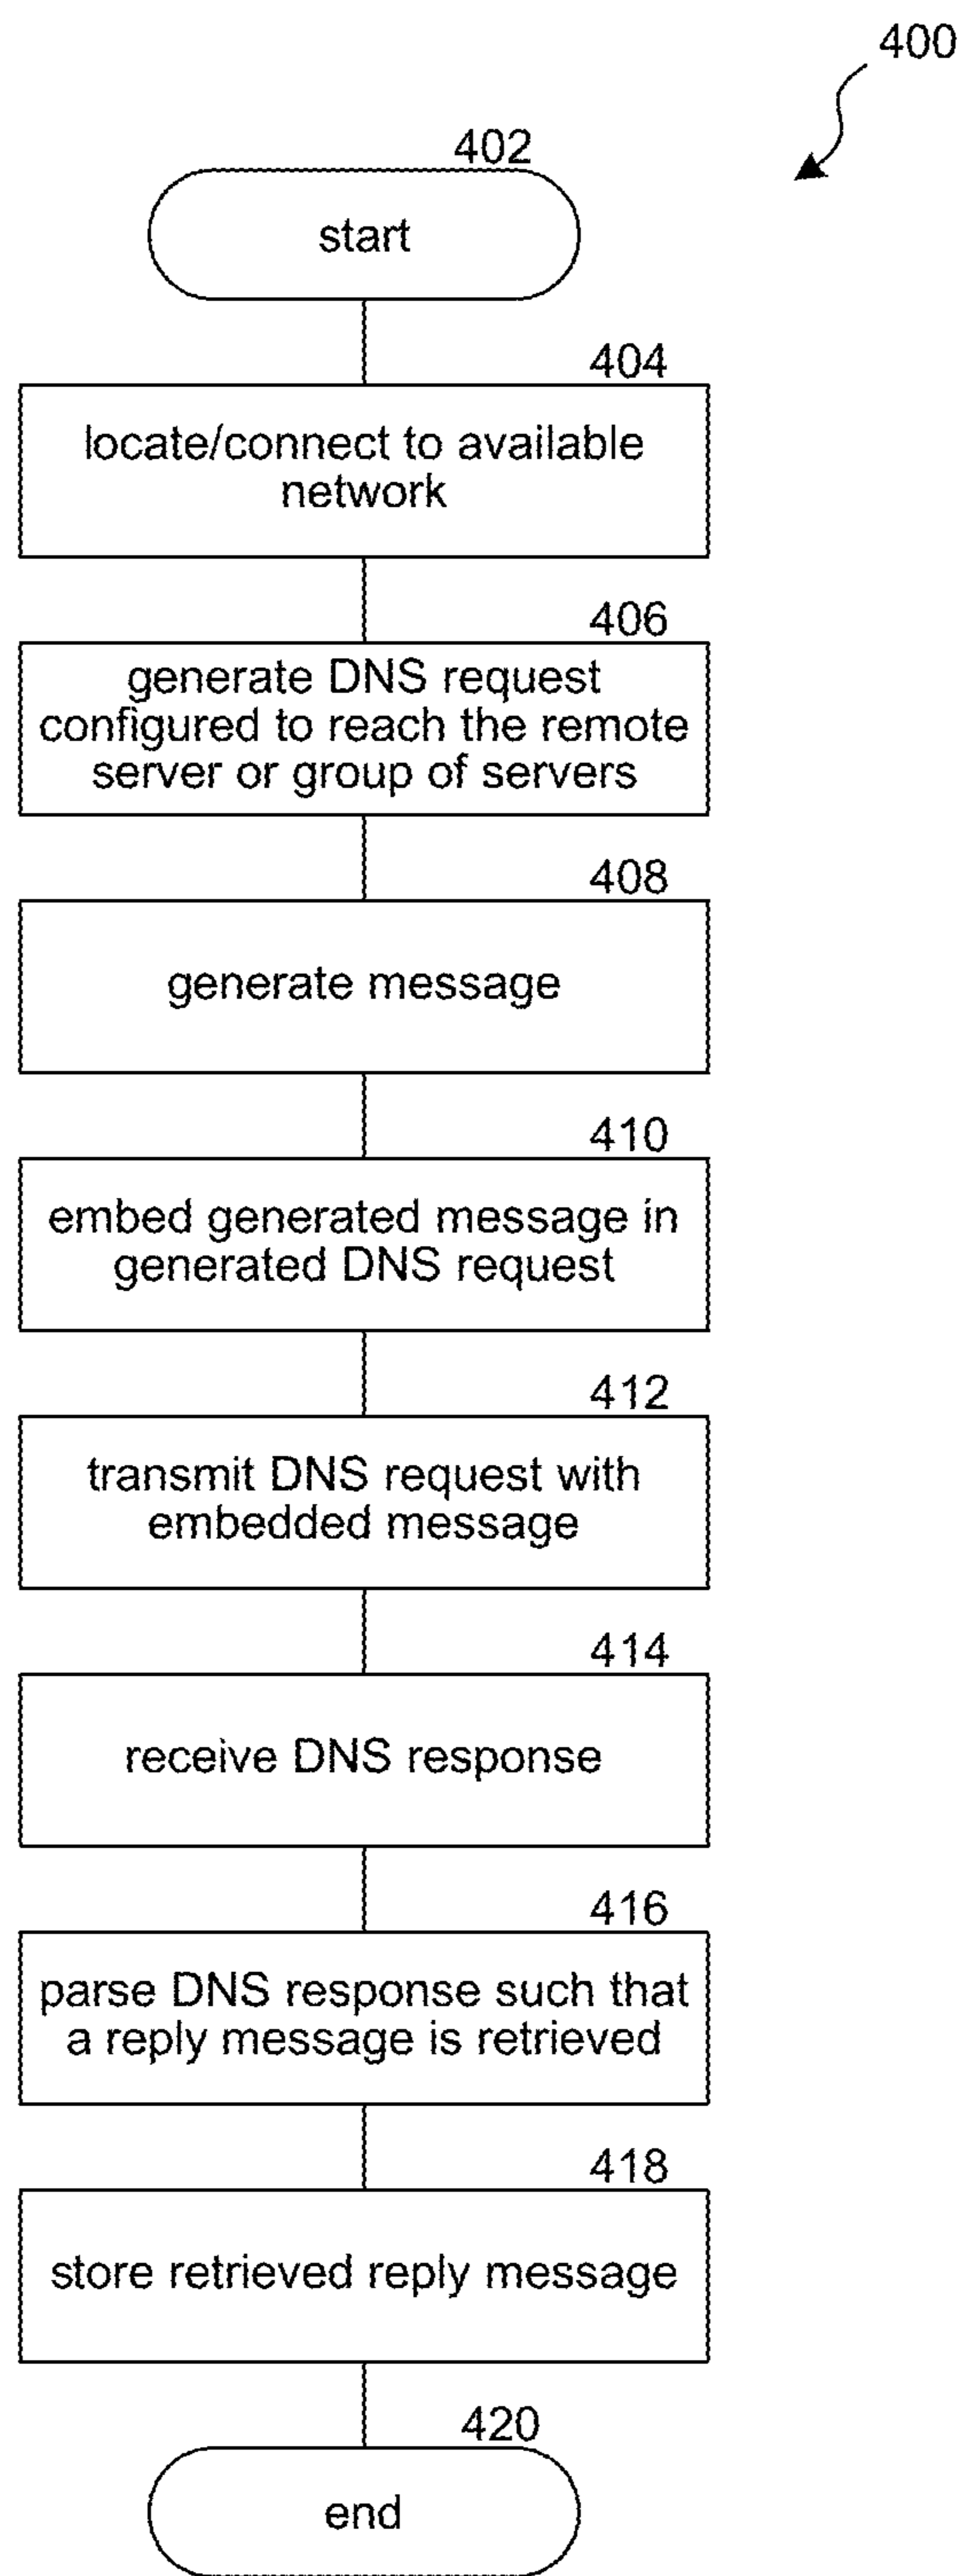 400
402
start
404
locate/connect to available
network
406
generate DNS request
configured to reach the remote
server or group of servers
408
generate message
410
embed generated message in
generated DNS request
412
transmit DNS request with
embedded message
414
receive DNS response
416
parse DNS response such that
a reply message is retrieved
418
store retrieved reply message
420
end